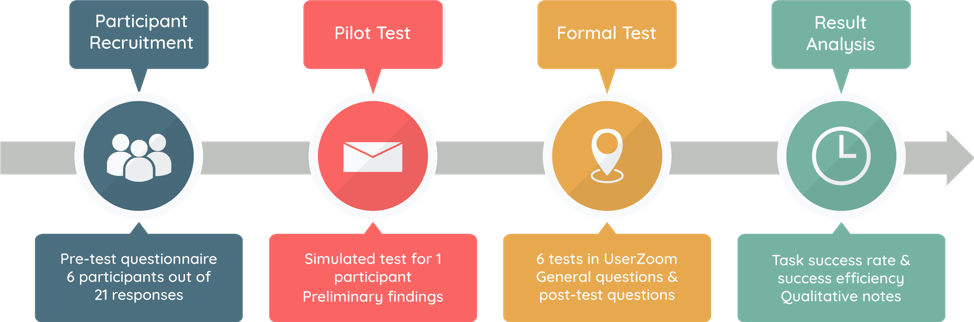 Participant
Recruitment
Pilot Test
Formal Test
Result
Analysis
Pre-test questionnaire
6 participants out of
21 responses
Simulated test for 1
participant
Preliminary findings
6 tests in UserZoom
General questions &
post-test questions
Task success rate &
success efficiency
Qualitative notes